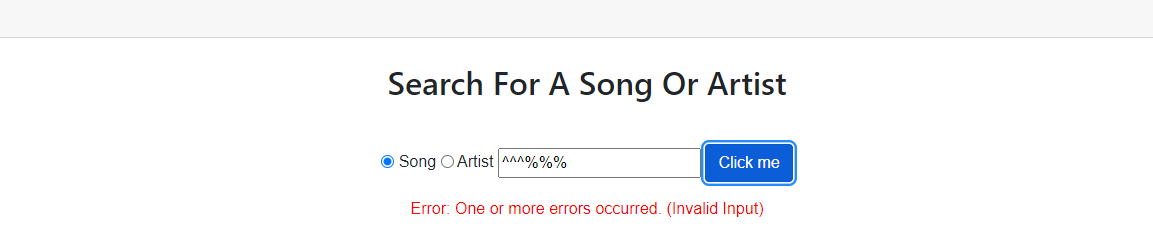 Search For A Song Or Artist
Song Artist ^^^%%% Click me
Error: One or more errors occurred. (Invalid Input)